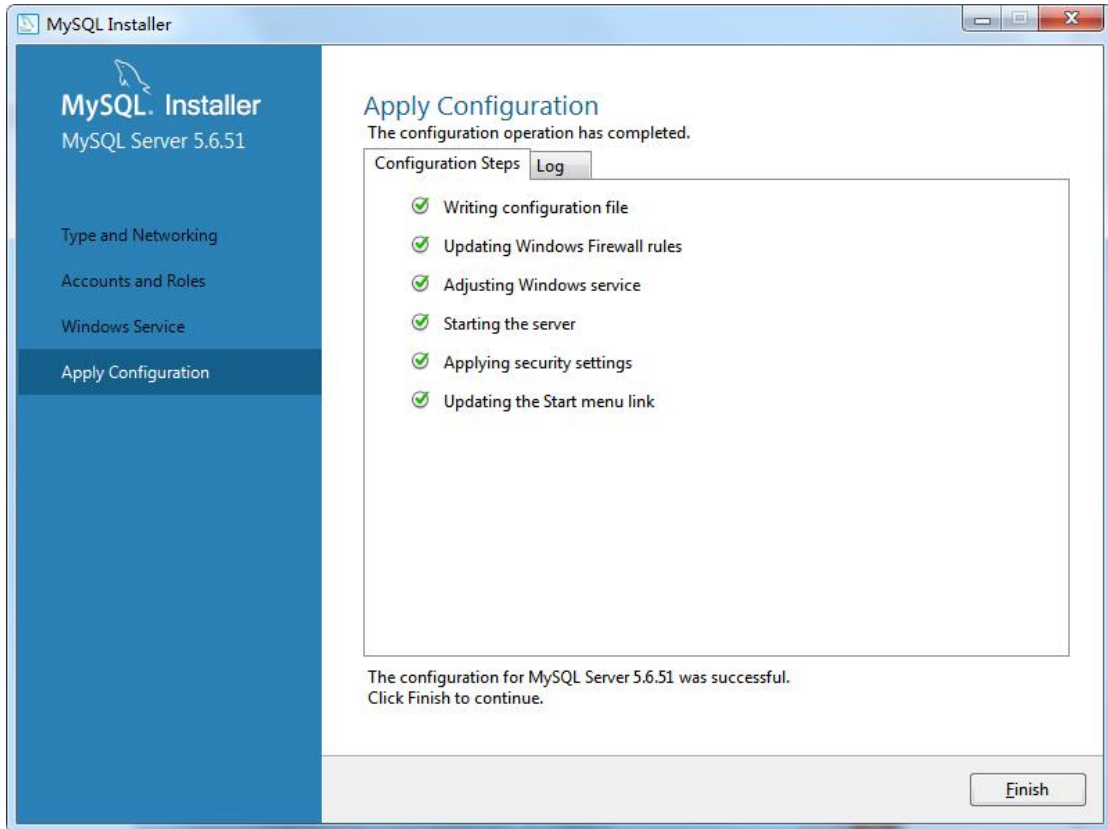 MySQL Installer
MySQL. Installer
MySQL Server 5.6.51
Type and Networking
Accounts and Roles
Windows Service
Apply Configuration
Apply Configuration
The configuration operation has completed.
Configuration Steps
Log
Writing configuration file
Updating Windows Firewall rules
Adjusting Windows service
Starting the server
Applying security settings
Updating the Start menu link
The configuration for MySQL Server 5.6.51 was successful.
Click Finish to continue.
Finish